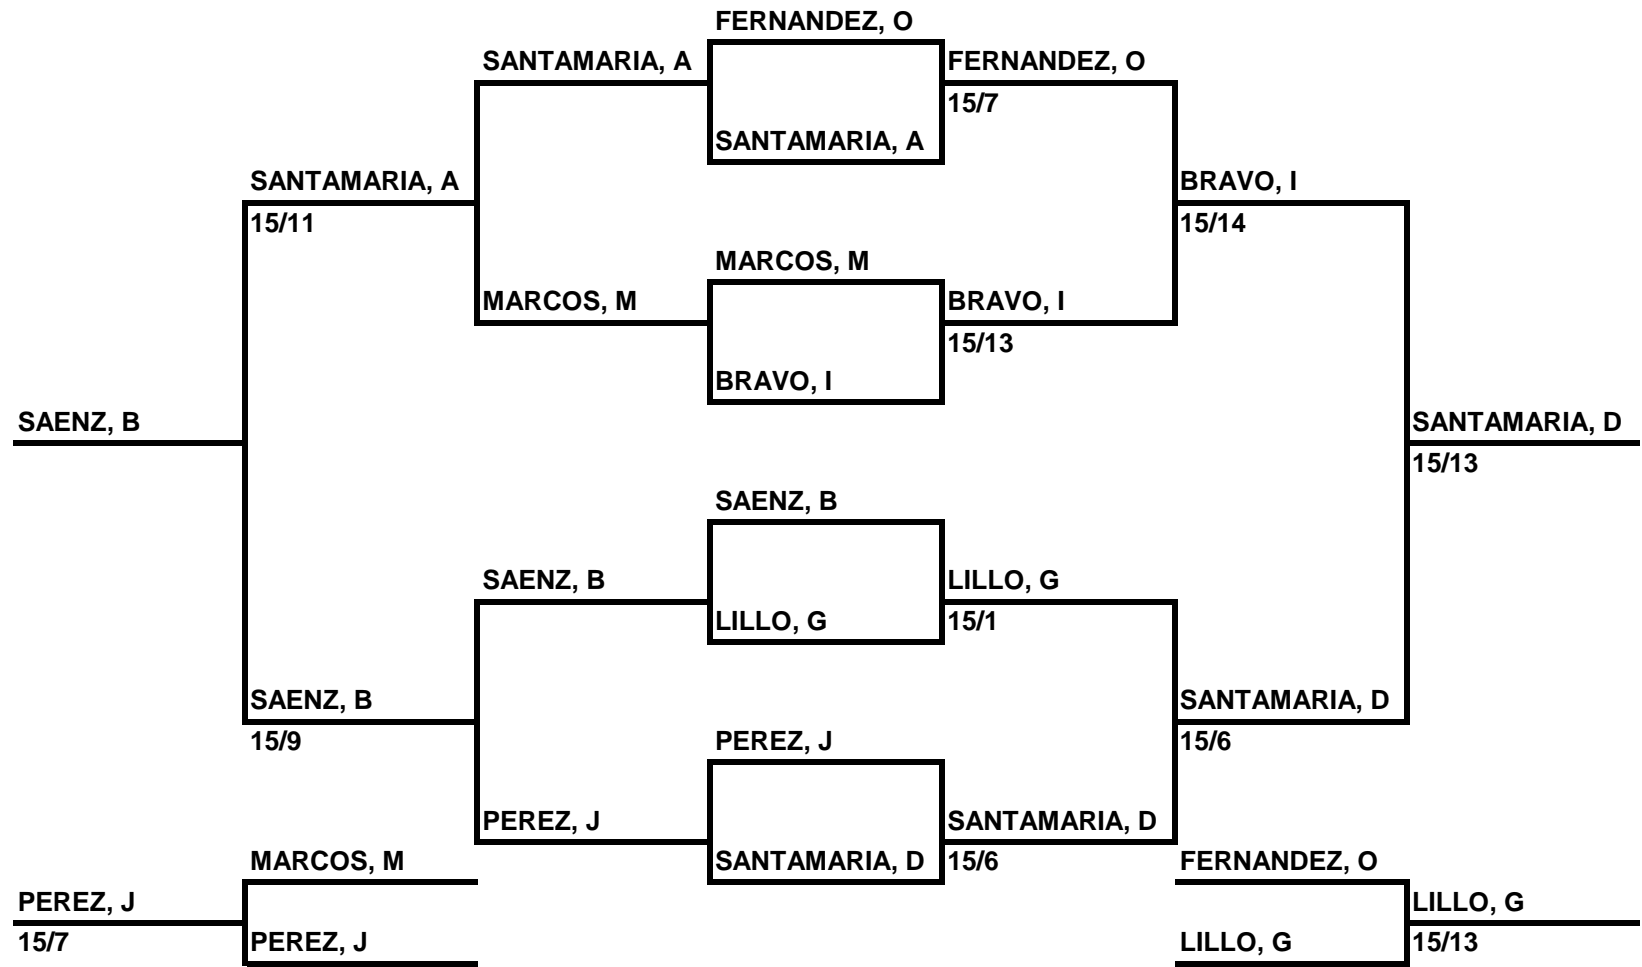 FERNANDEZ, O
SANTAMARIA, A
FERNANDEZ, O
15/7
SANTAMARIA, A
SANTAMARIA, A
15/11
BRAVO, I
15/14
MARCOS, M
MARCOS, M
BRAVO, I
15/13
BRAVO, I
SAENZ, B
SANTAMARIA, D
15/13
SAENZ, B
SAENZ, B
LILLO, G
LILLO, G
15/1
SAENZ, B
15/9
SANTAMARIA, D
15/6
PEREZ, J
PEREZ, J
SANTAMARIA, D
SANTAMARIA, D
15/6
MARCOS, M
FERNANDEZ, O
PEREZ, J
15/7
LILLO, G
15/13
PEREZ, J
LILLO, G